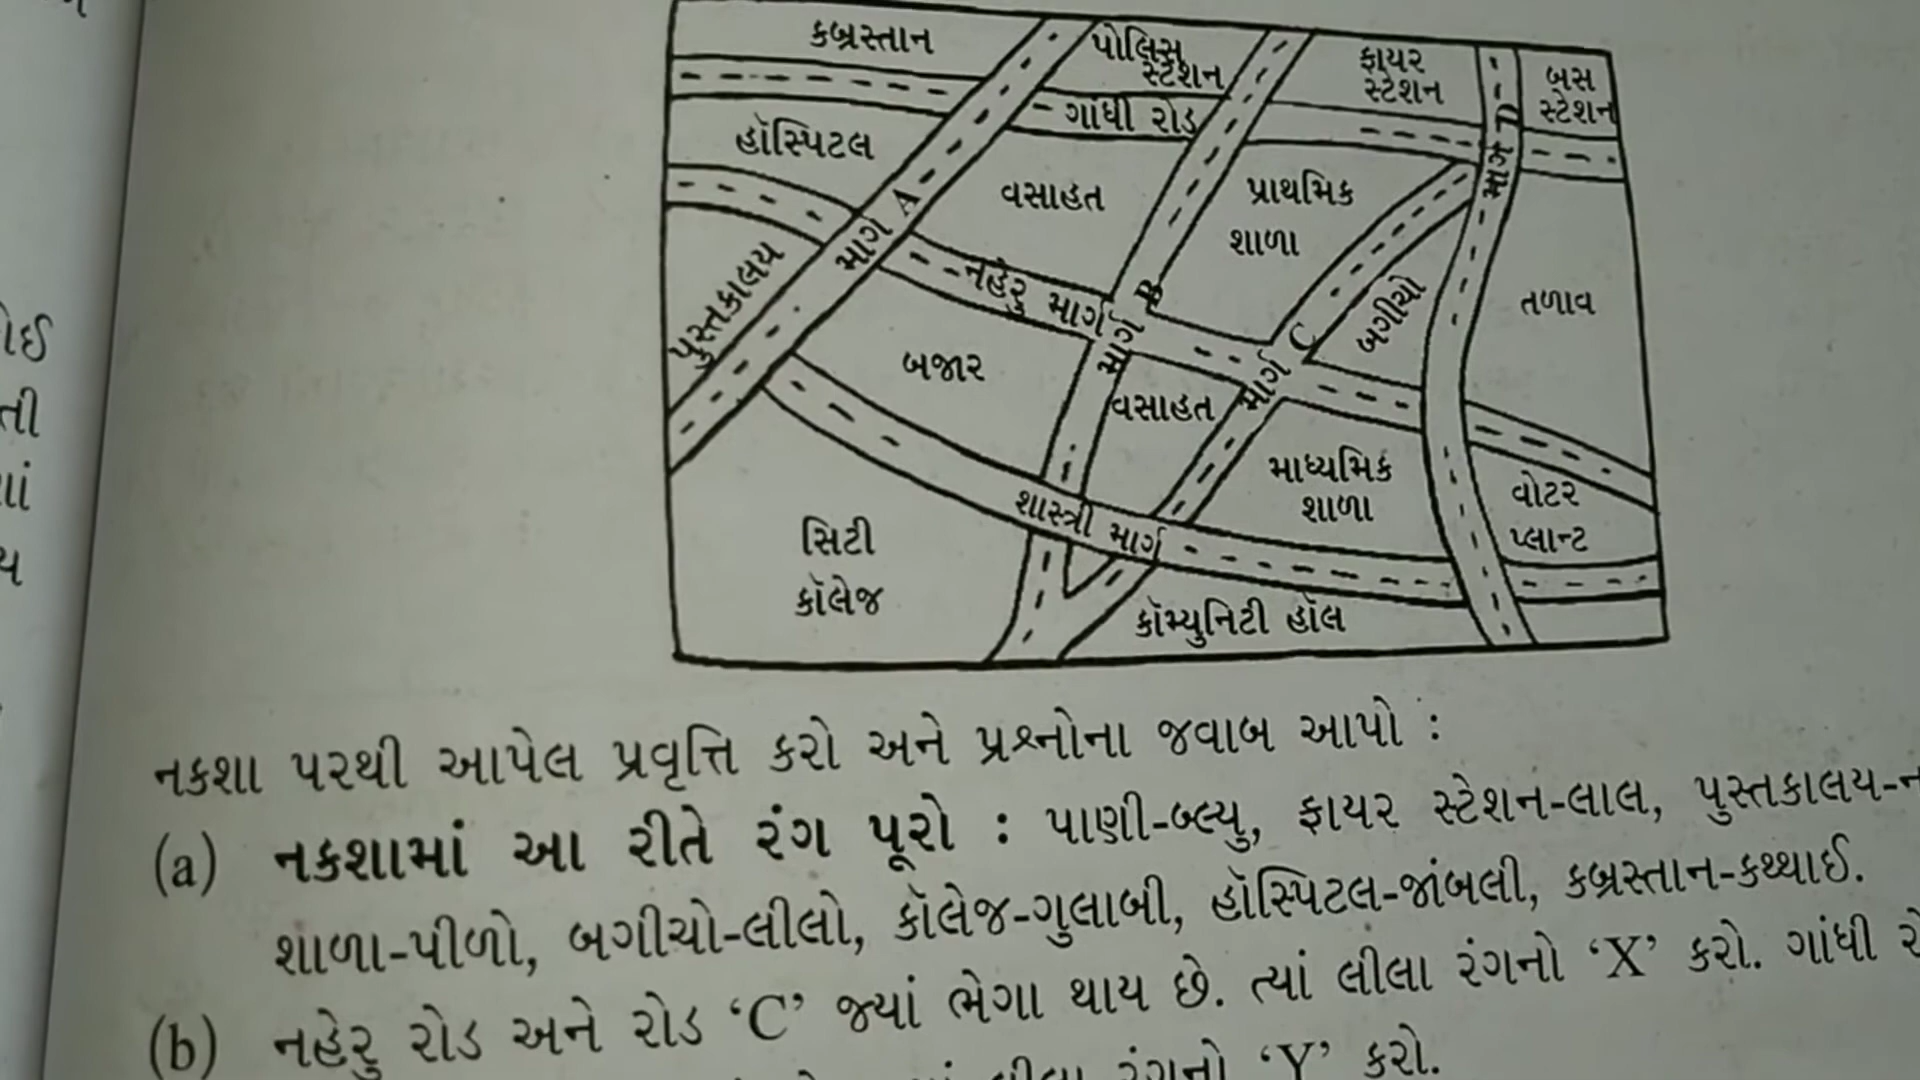 કબ્રસ્તાન
પોલિસ
સ્ટેશન
ફાયર
સ્ટેશન
બસ
સ્ટેશન
ગાંધી રોડ
હૉસ્પિટલ
વસાહત
પ્રાથમિક
શાળા
માર્ગ D
માર્ગ A
પુસ્તકાલય
નહેરુ માર્ગ
માર્ગ B
માર્ગ C
બગીચો
તળાવ
બજાર
વસાહત
માધ્યમિક
શાળા
વોટર
પ્લાન્ટ
શાસ્ત્રી માર્ગ
સિટી
કૉલેજ
કૉમ્યુનિટી હૉલ
નકશા પરથી આપેલ પ્રવૃત્તિ કરો અને પ્રશ્નોના જવાબ આપો :
(a) નકશામાં આ રીતે રંગ પૂરો : પાણી-બ્લ્યુ, ફાયર સ્ટેશન-લાલ, પુસ્તકાલય-
શાળા-પીળો, બગીચો-લીલો, કૉલેજ-ગુલાબી, હૉસ્પિટલ-જાંબલી, કબ્રસ્તાન-કથ્થાઈ.
(b) નહેરુ રોડ અને રોડ ‘C’ જ્યાં ભેગા થાય છે. ત્યાં લીલા રંગનો ‘X’ કરો. ગાંધી
રંગનો ‘Y’ કરો.